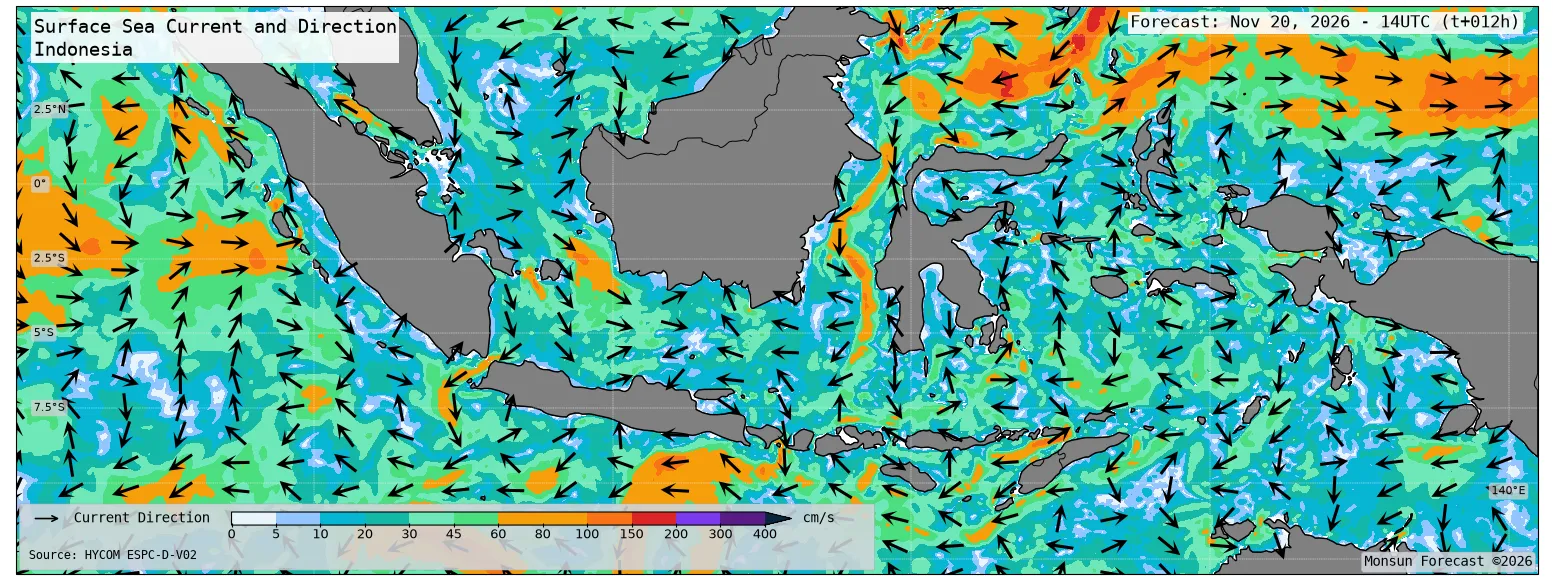 Surface Sea Current and Direction
Indonesia
Forecast: Nov 20, 2026 - 14UTC (t+012h)
2.5°N
0°
2.5°S
5°S
7.5°S
140°E
Current Direction
0 5 10 20 30 45 60 80 100 150 200 300 400 cm/s
Source: HYCOM ESPC-D-V02
Monsun Forecast ©2026